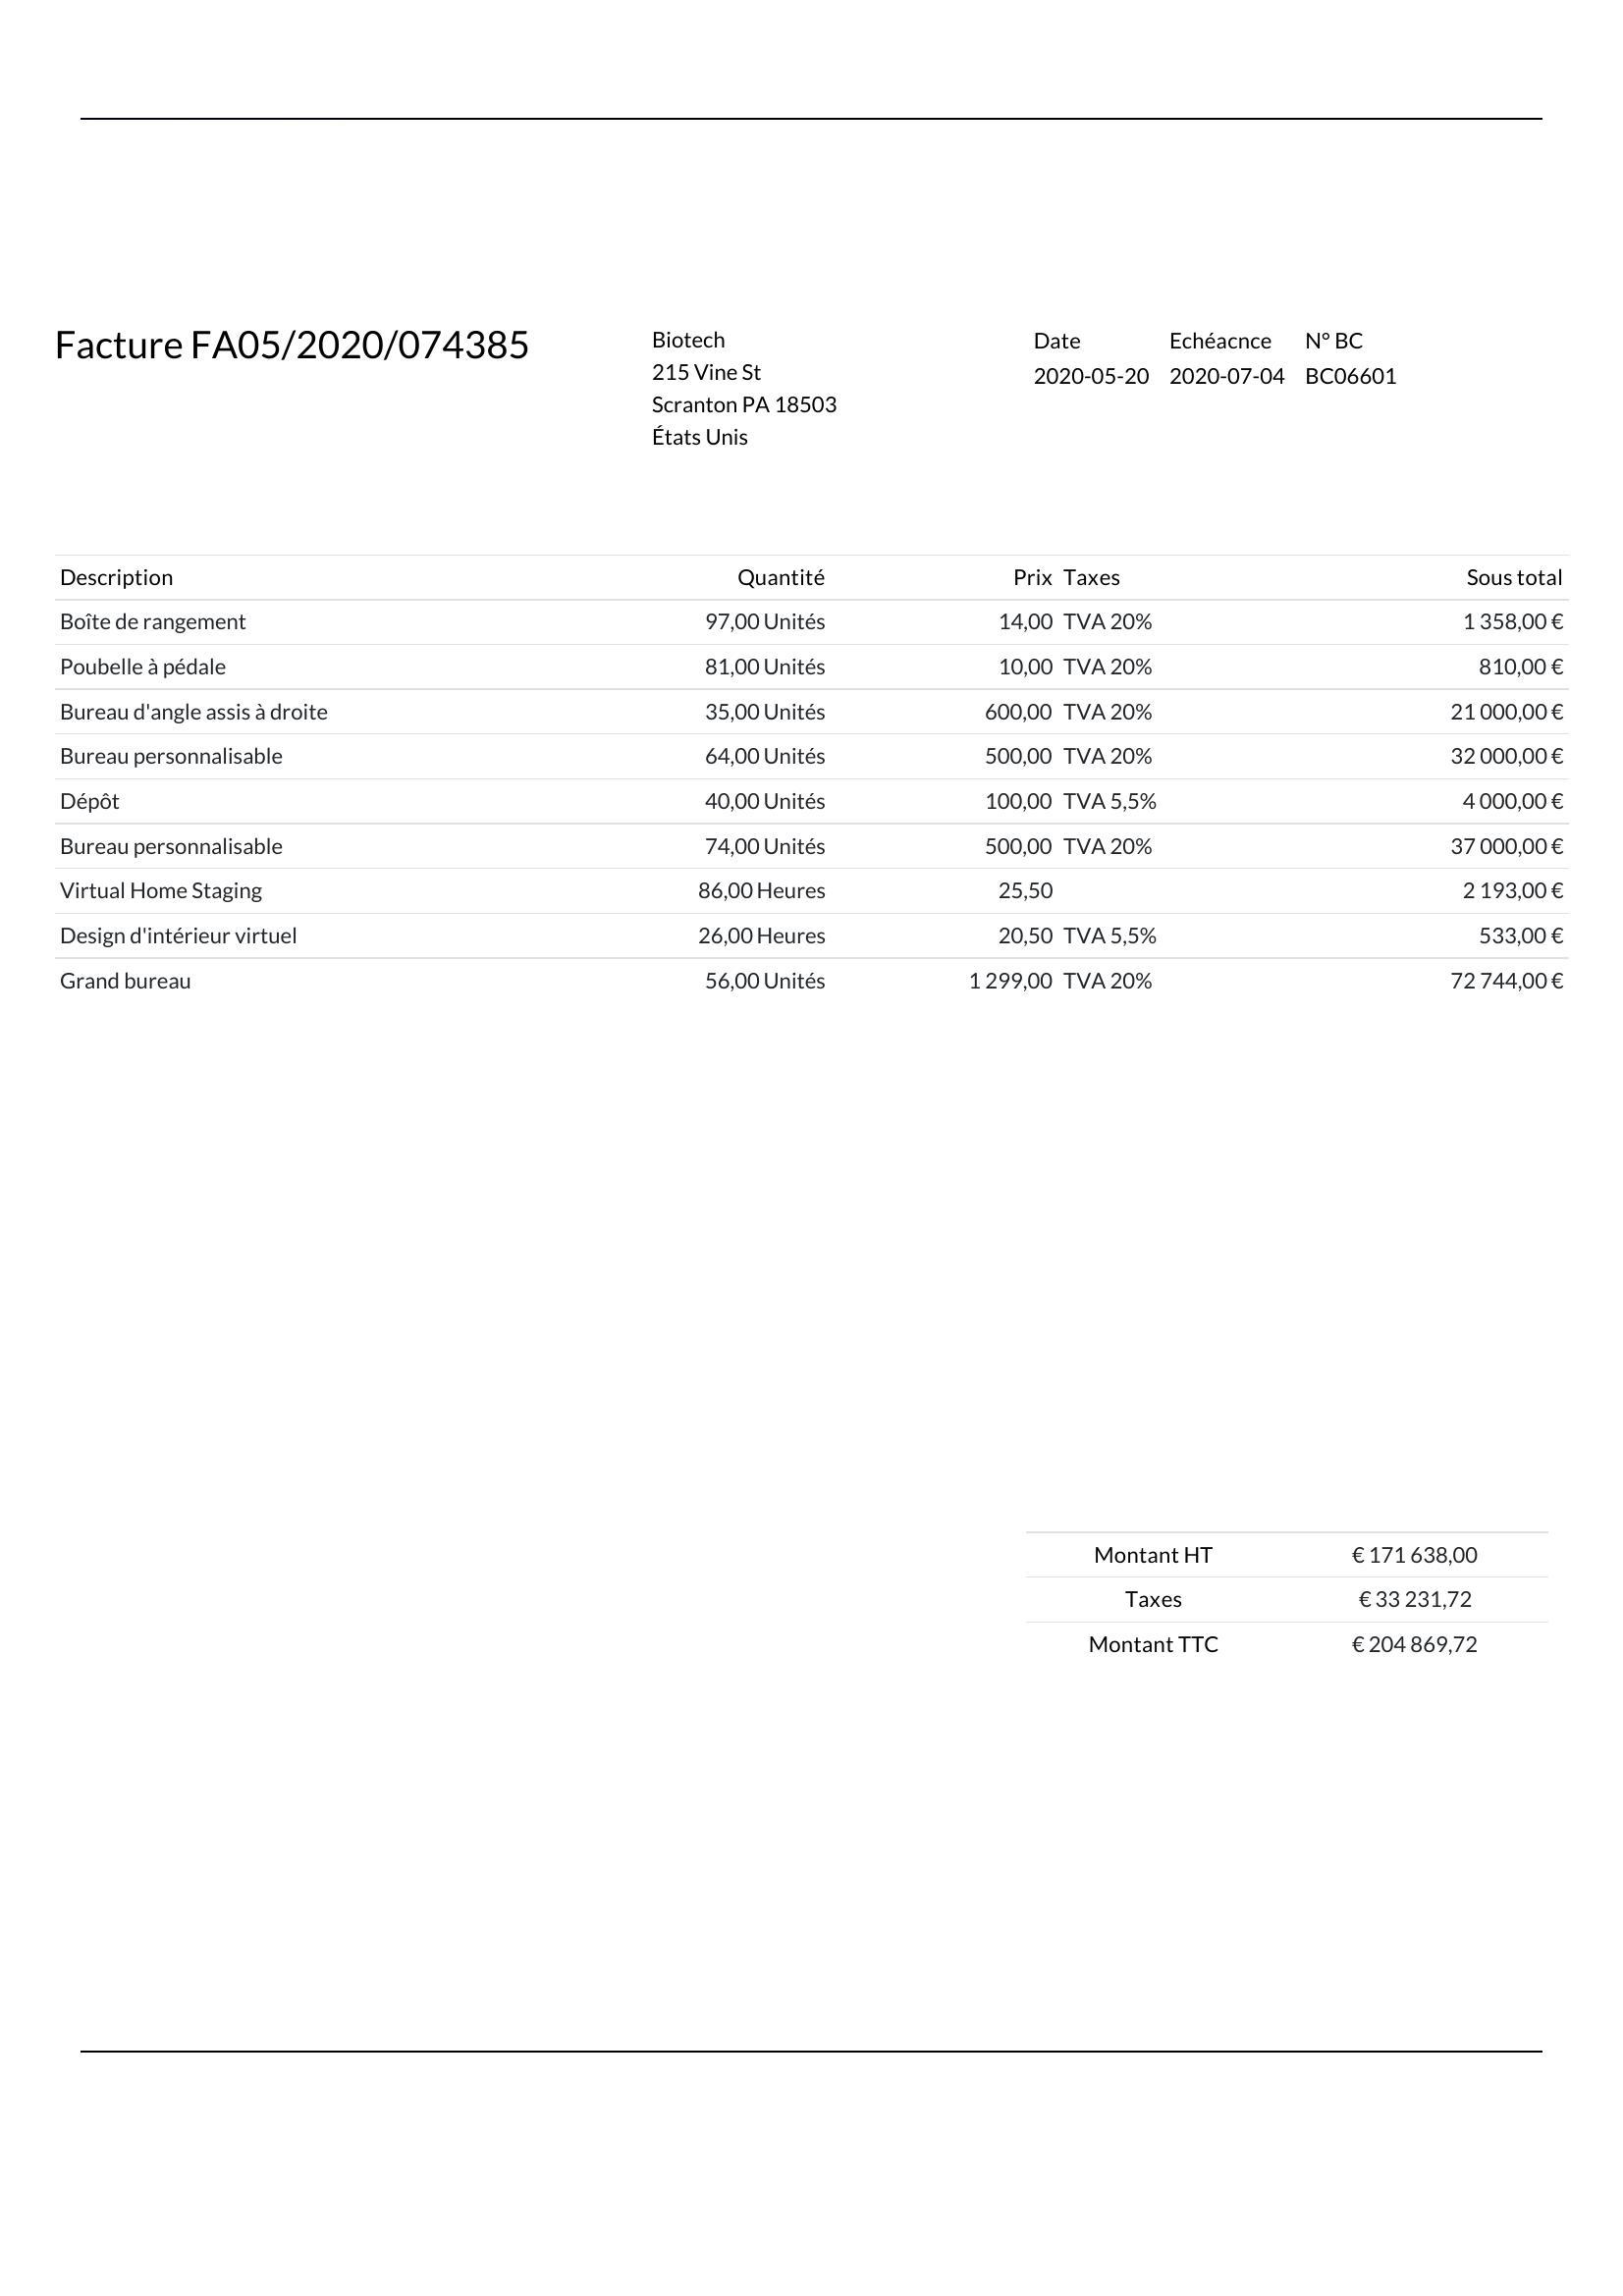 Facture FA05/2020/074385
Biotech
215 Vine St
Scranton PA 18503
États Unis
Date Echéacnce N° BC
2020-05-20 2020-07-04 BC06601
Description Quantité Prix Taxes Sous total
Boîte de rangement 97,00 Unités 14,00 TVA 20% 1 358,00 €
Poubelle à pédale 81,00 Unités 10,00 TVA 20% 810,00 €
Bureau d'angle assis à droite 35,00 Unités 600,00 TVA 20% 21 000,00 €
Bureau personnalisable 64,00 Unités 500,00 TVA 20% 32 000,00 €
Dépôt 40,00 Unités 100,00 TVA 5,5% 4 000,00 €
Bureau personnalisable 74,00 Unités 500,00 TVA 20% 37 000,00 €
Virtual Home Staging 86,00 Heures 25,50 2 193,00 €
Design d'intérieur virtuel 26,00 Heures 20,50 TVA 5,5% 533,00 €
Grand bureau 56,00 Unités 1 299,00 TVA 20% 72 744,00 €
Montant HT € 171 638,00
Taxes € 33 231,72
Montant TTC € 204 869,72